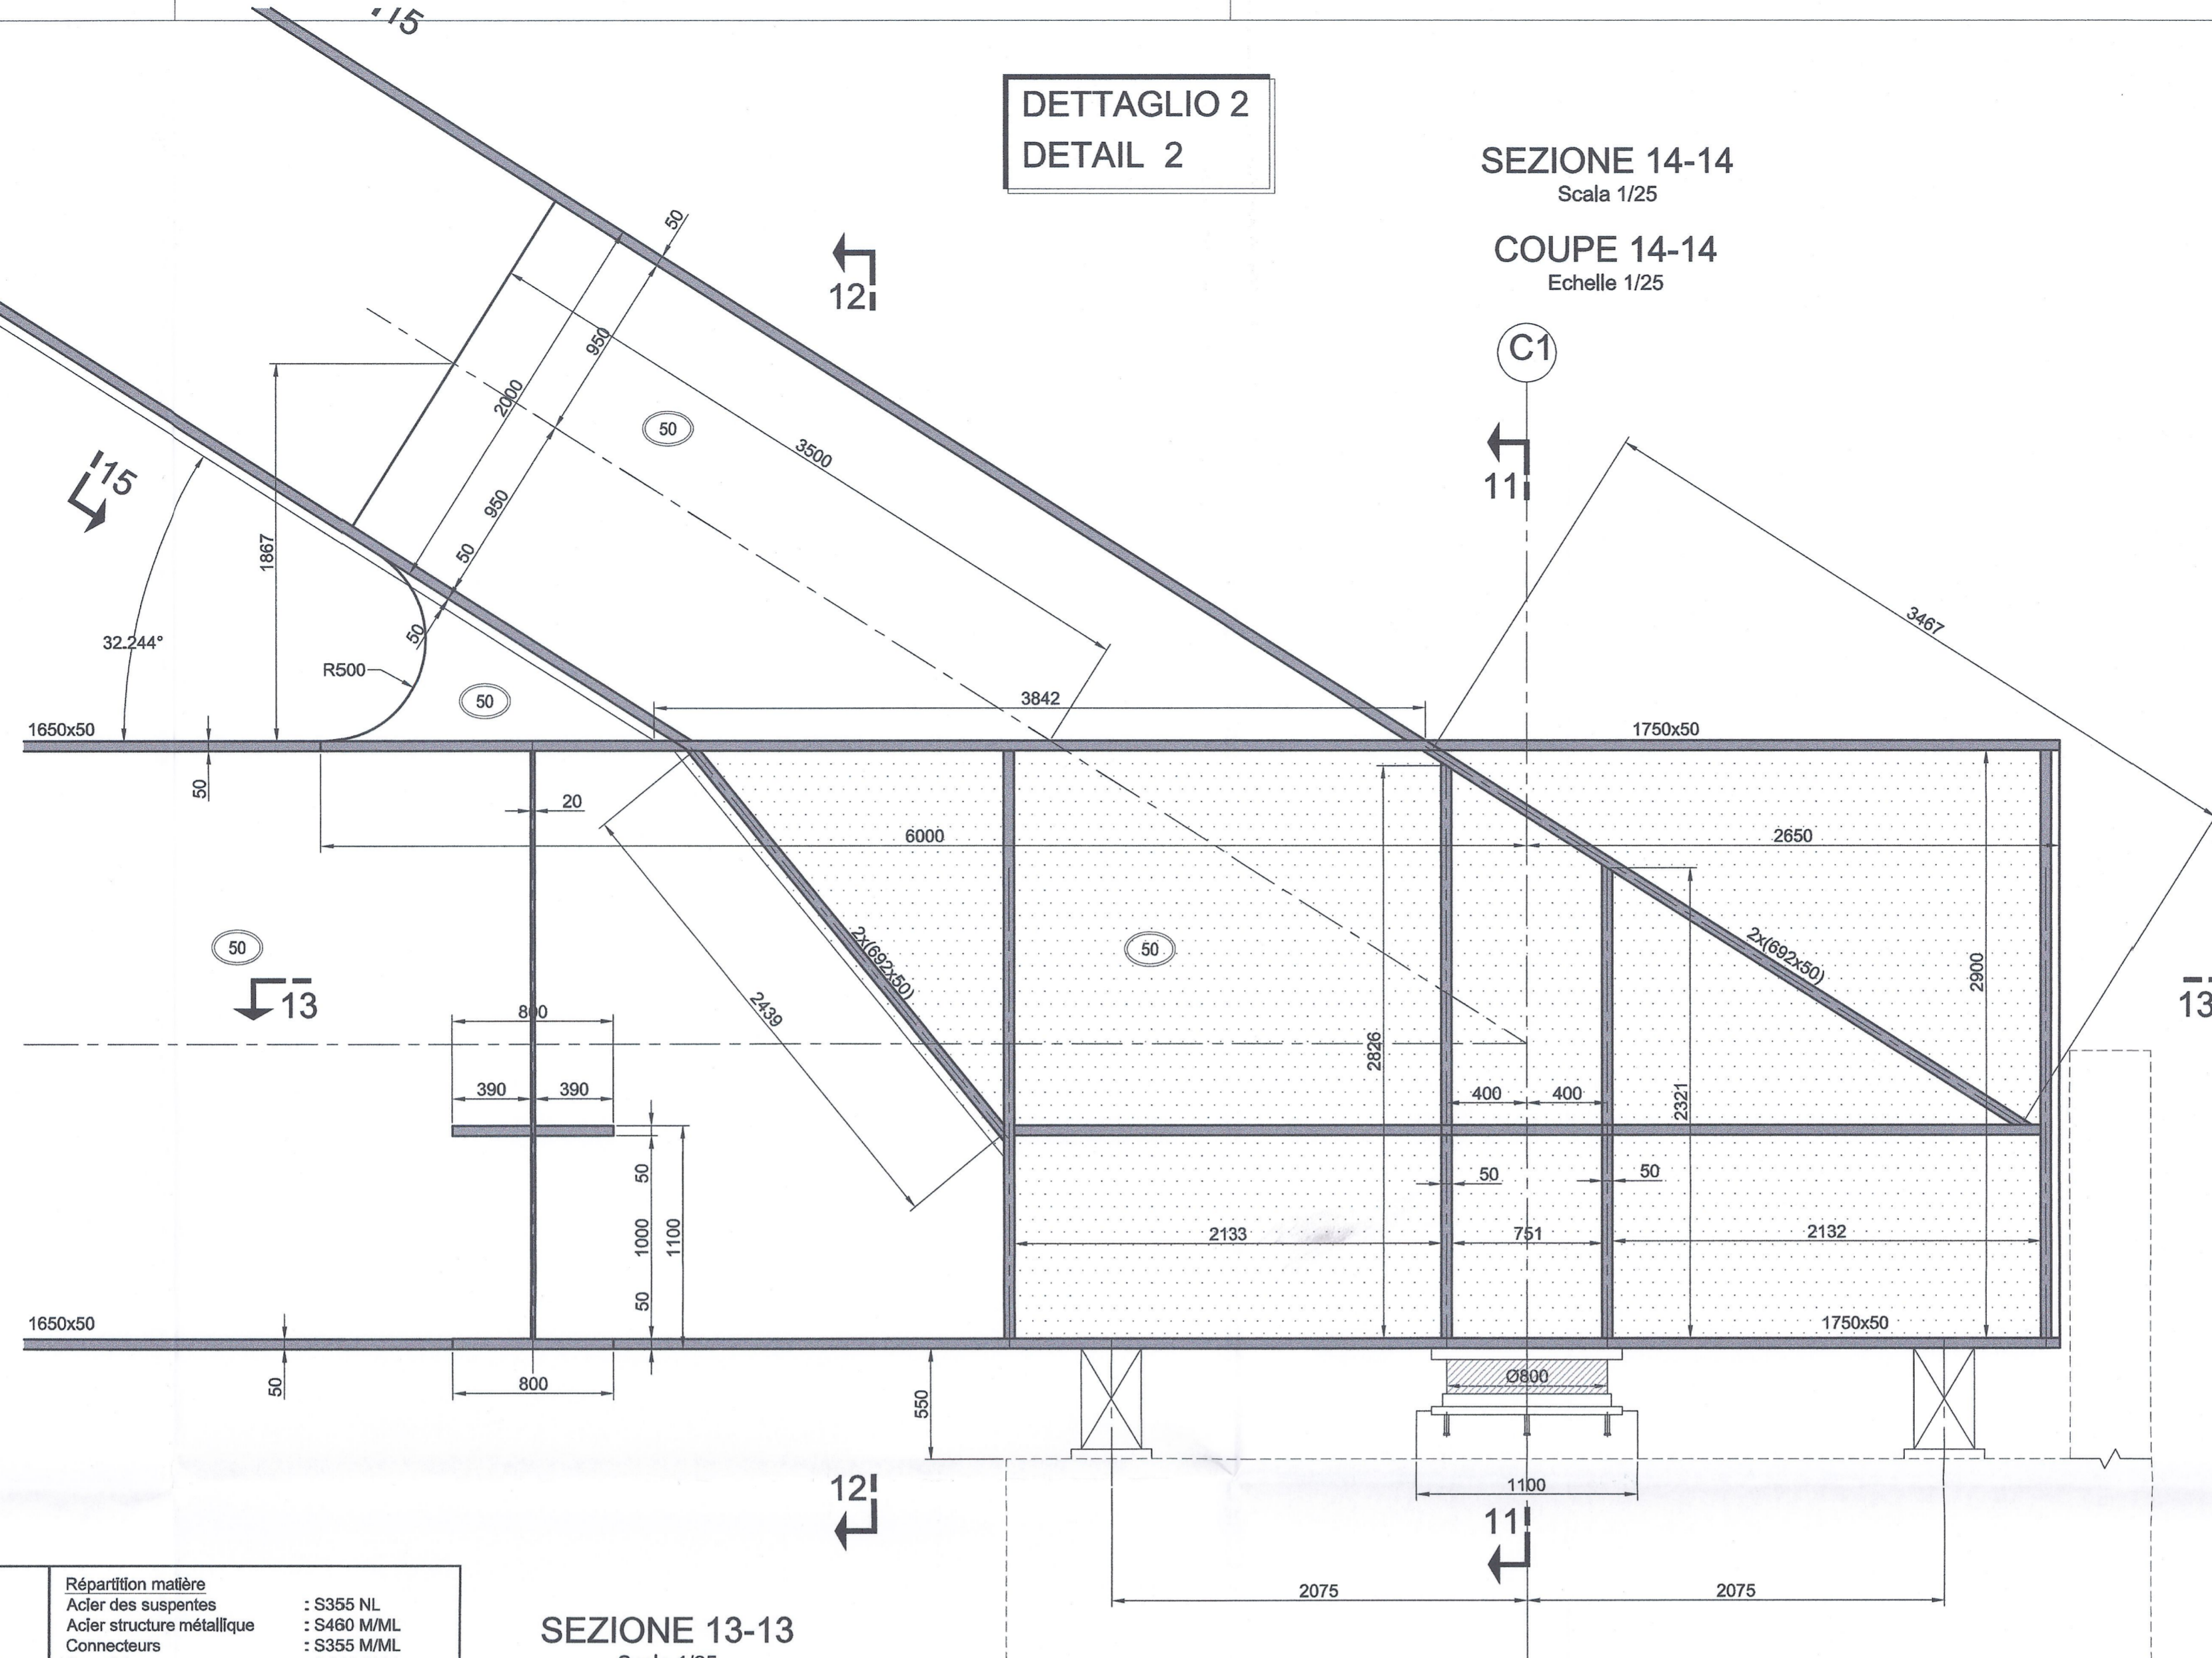 15
DETTAGLIO 2
DETAIL 2
SEZIONE 14-14
Scala 1/25
COUPE 14-14
Echelle 1/25
50
12
C1
950
2000
50
3500
11
15
950
1867
50
3467
32.244°
50
R500
50
3842
1650x50
1750x50
50
20
6000
2650
2x(692x50)
50
50
2x(692x50)
2900
13
13
800
2439
2826
390
390
400
400
2321
50
50
50
1000
1100
2133
751
2132
50
1650x50
1750x50
50
800
550
Ø800
12
1100
11
2075
2075
Répartition matière
Acier des suspentes : S355 NL
Acier structure métallique : S460 M/ML
Connecteurs : S355 M/ML
SEZIONE 13-13